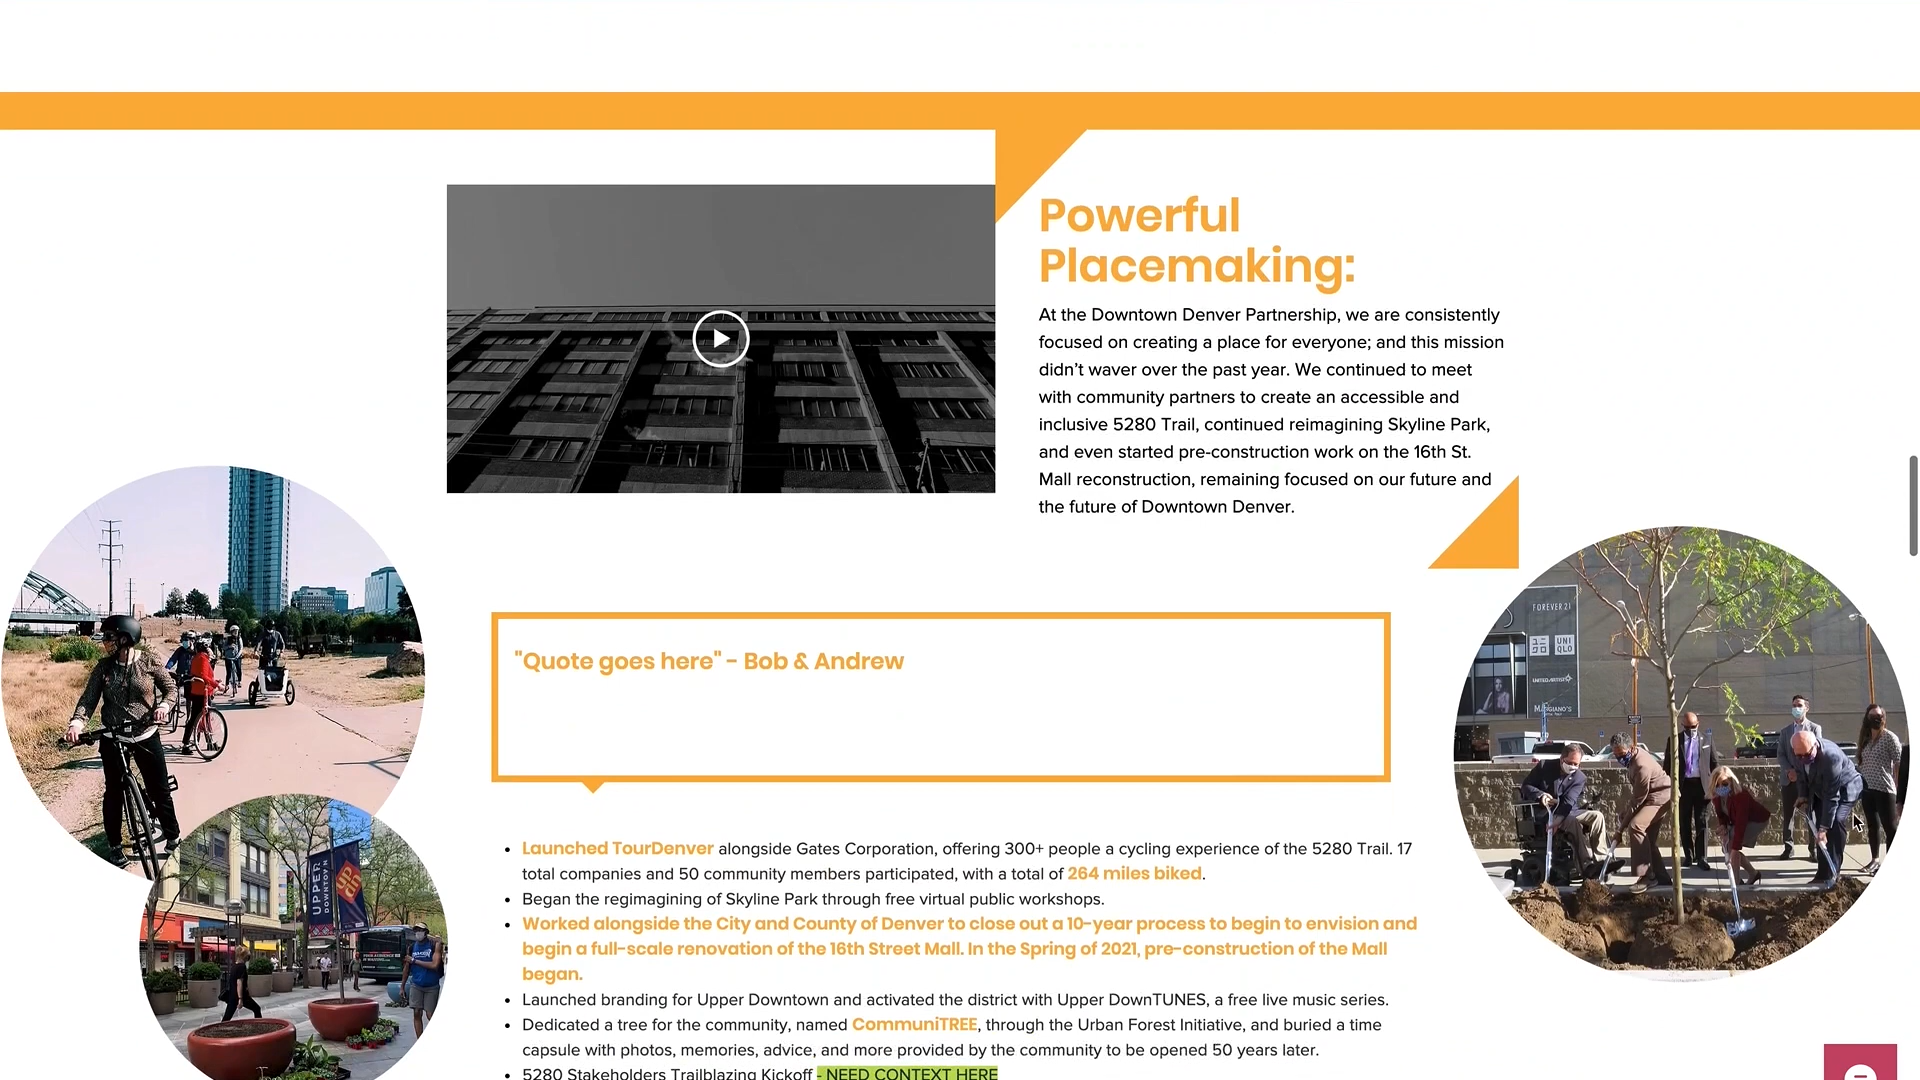 Powerful
Placemaking:
At the Downtown Denver Partnership, we are consistently
focused on creating a place for everyone; and this mission
didn’t waver over the past year. We continued to meet
with community partners to create an accessible and
inclusive 5280 Trail, continued reimagining Skyline Park,
and even started pre-construction work on the 16th St.
Mall reconstruction, remaining focused on our future and
the future of Downtown Denver.
FOREVER 21
UNI
QLO
UNITED ARTISTS
MAGGIANO'S
"Quote goes here" - Bob & Andrew
UPPER
DOWNTOWN
UP
DN
• Launched TourDenver alongside Gates Corporation, offering 300+ people a cycling experience of the 5280 Trail. 17
total companies and 50 community members participated, with a total of 264 miles biked.
• Began the regimagining of Skyline Park through free virtual public workshops.
• Worked alongside the City and County of Denver to close out a 10-year process to begin to envision and
begin a full-scale renovation of the 16th Street Mall. In the Spring of 2021, pre-construction of the Mall
began.
• Launched branding for Upper Downtown and activated the district with Upper DownTUNES, a free live music series.
• Dedicated a tree for the community, named CommuniTREE, through the Urban Forest Initiative, and buried a time
capsule with photos, memories, advice, and more provided by the community to be opened 50 years later.
• 5280 Stakeholders Trailblazing Kickoff - NEED CONTEXT HERE